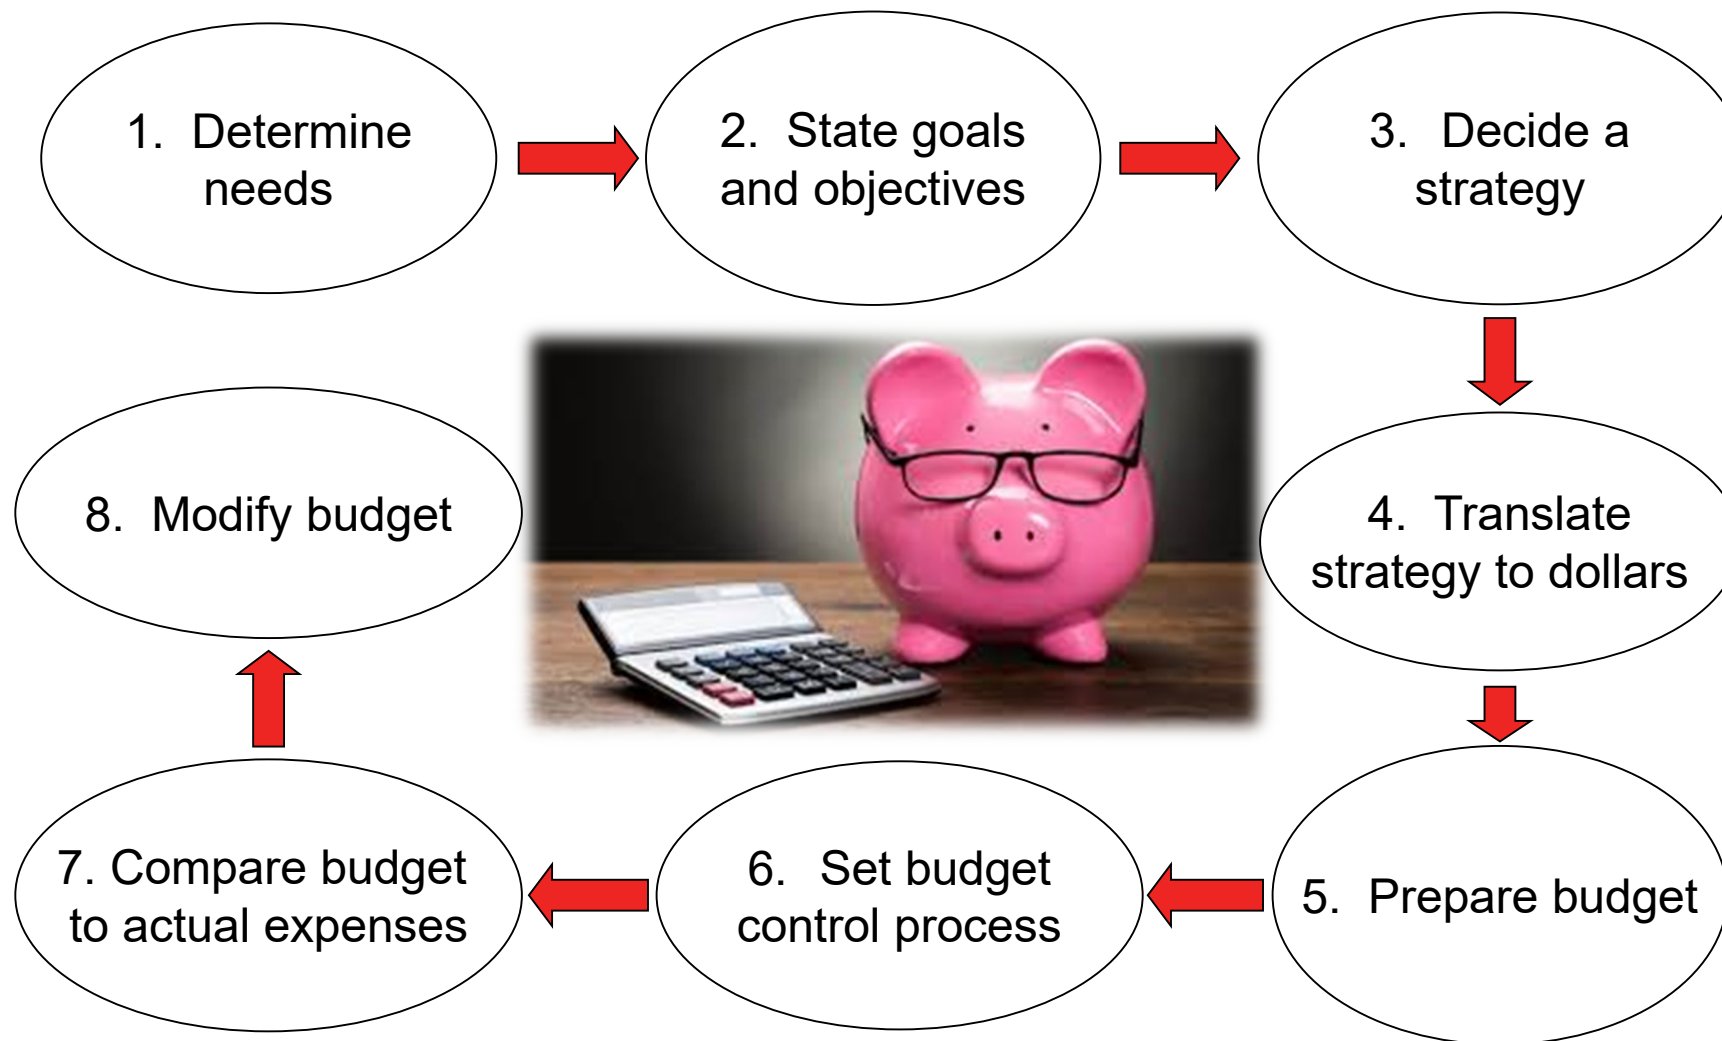 1. Determine
needs
2. State goals
and objectives
3. Decide a
strategy
4. Translate
strategy to dollars
5. Prepare budget
6. Set budget
control process
7. Compare budget
to actual expenses
8. Modify budget